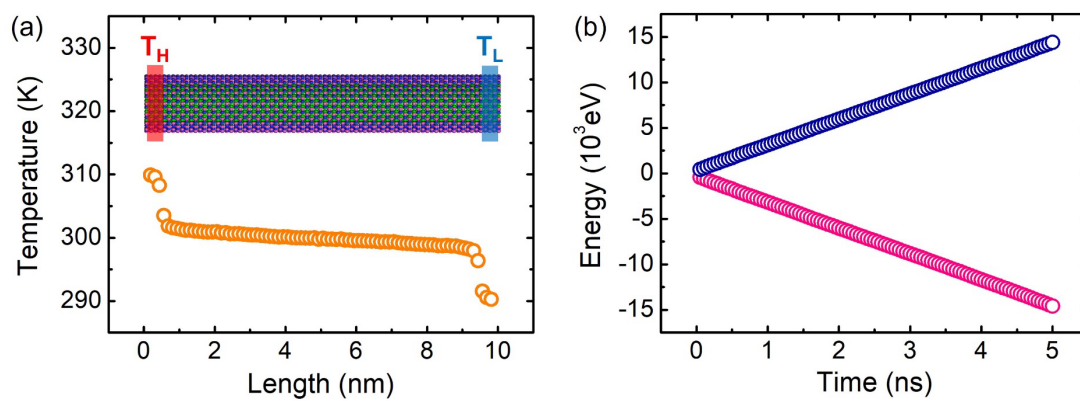 (a)
T_H
T_L
330
320
310
300
290
Temperature (K)
0 2 4 6 8 10
Length (nm)
(b)
15
10
5
0
-5
-10
-15
Energy (10³eV)
0 1 2 3 4 5
Time (ns)